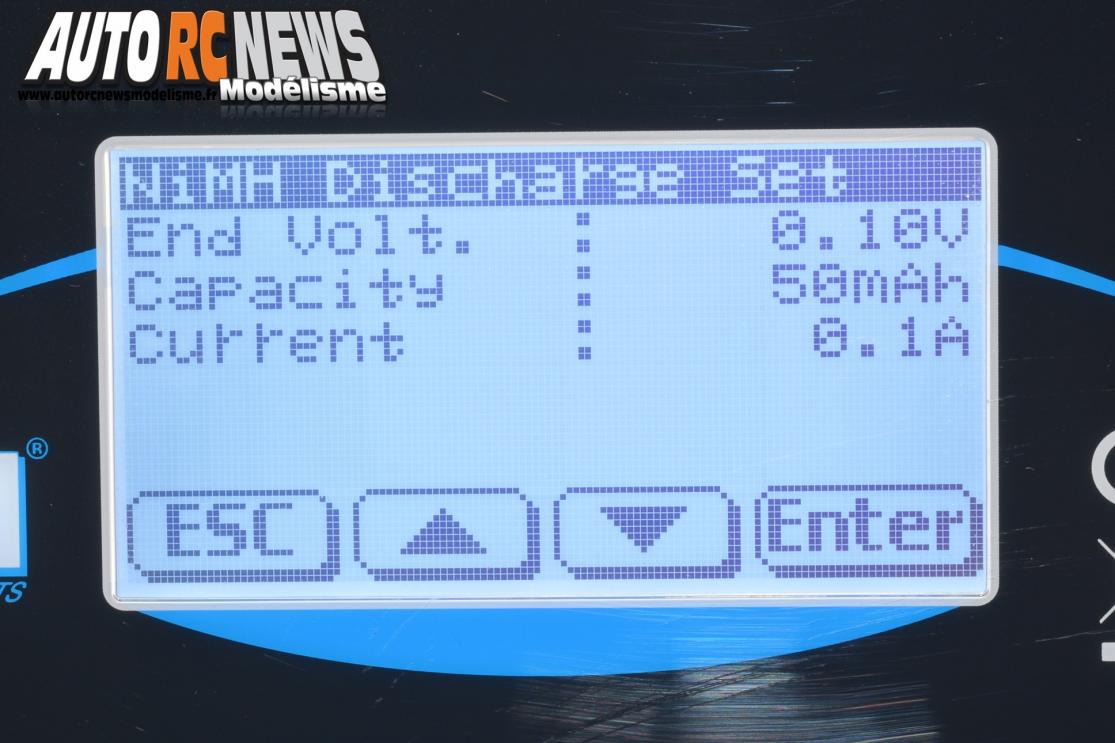 AUTO RC NEWS
Modélisme
www.autorcnewsmodelisme.fr
NiMH Discharge Set
End Volt. : 0.10V
Capacity : 50mAh
Current : 0.1A
ESC ▲ ▼ Enter
®
TS